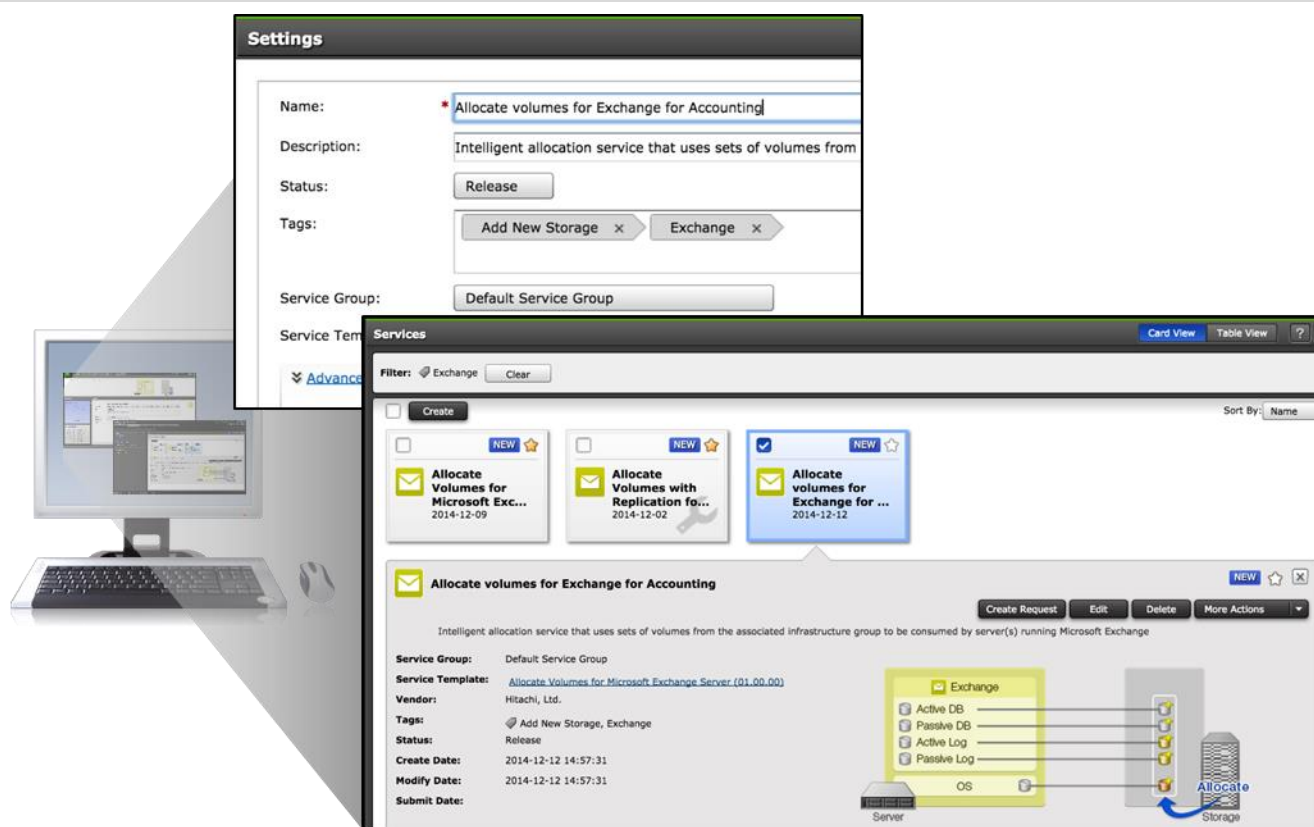 Settings
Name:
* Allocate volumes for Exchange for Accounting
Description:
Intelligent allocation service that uses sets of volumes from
Status:
Release
Tags:
Add New Storage x Exchange x
Service Group:
Default Service Group
Service Tem
Advance
Services
Card View Table View ?
Filter: Exchange Clear
Create
Sort By: Name
NEW
Allocate
Volumes for
Microsoft Exc...
2014-12-09
NEW
Allocate
Volumes with
Replication fo...
2014-12-02
NEW
Allocate
volumes for
Exchange for ...
2014-12-12
Allocate volumes for Exchange for Accounting
NEW
Create Request Edit Delete More Actions
Intelligent allocation service that uses sets of volumes from the associated infrastructure group to be consumed by server(s) running Microsoft Exchange
Service Group: Default Service Group
Service Template: Allocate Volumes for Microsoft Exchange Server (01.00.00)
Vendor: Hitachi, Ltd.
Tags: Add New Storage, Exchange
Status: Release
Create Date: 2014-12-12 14:57:31
Modify Date: 2014-12-12 14:57:31
Submit Date:
Exchange
Active DB
Passive DB
Active Log
Passive Log
OS
Allocate
Server
Storage